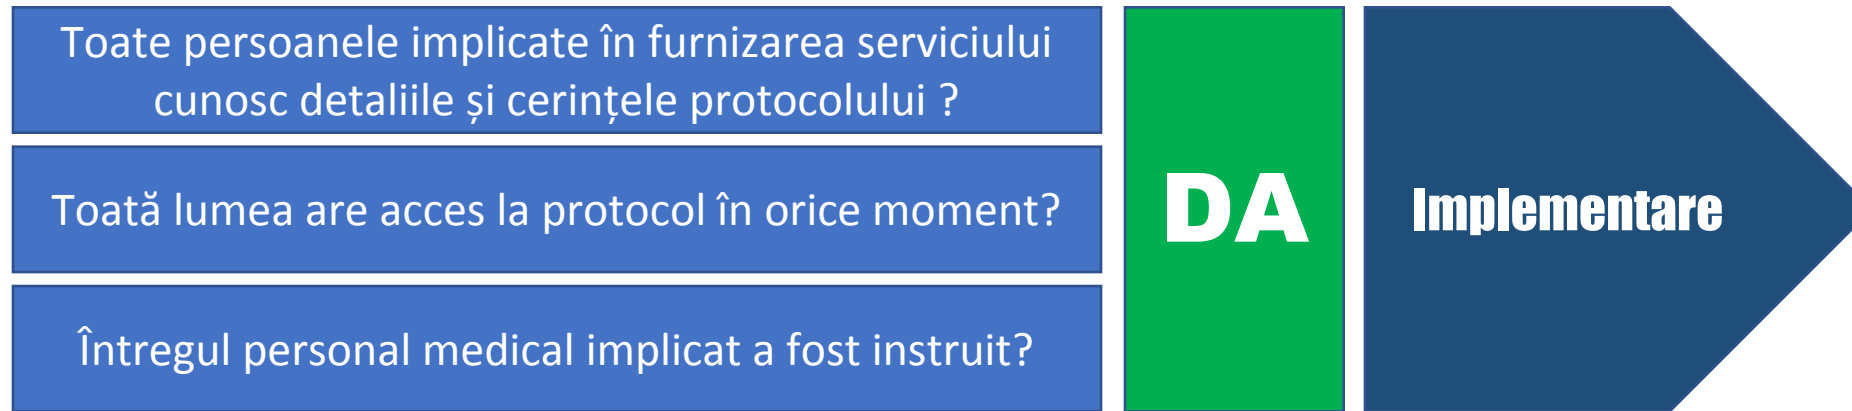 Toate persoanele implicate în furnizarea serviciului
cunosc detaliile și cerințele protocolului ?
Toată lumea are acces la protocol în orice moment?
Întregul personal medical implicat a fost instruit?
DA
Implementare